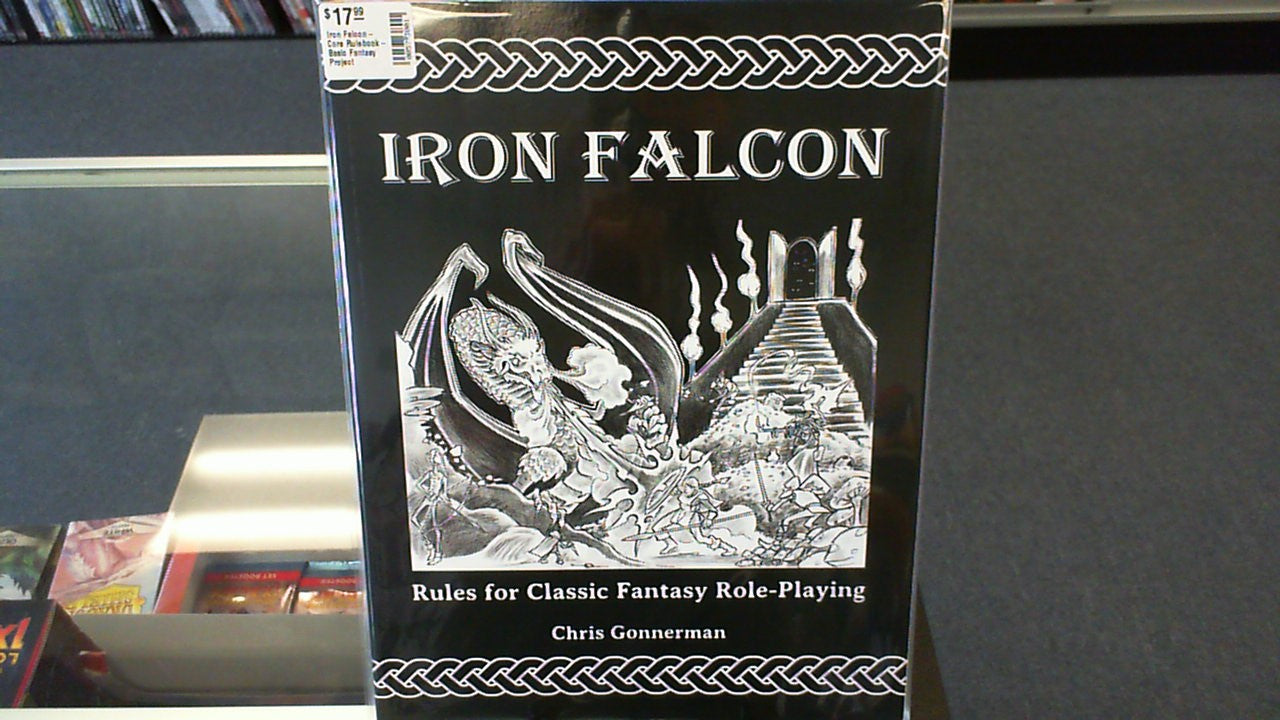 $17.99
Iron Falcon -
Core Rulebook -
Basic Fantasy
Project
IRON FALCON
Rules for Classic Fantasy Role-Playing
Chris Gonnerman